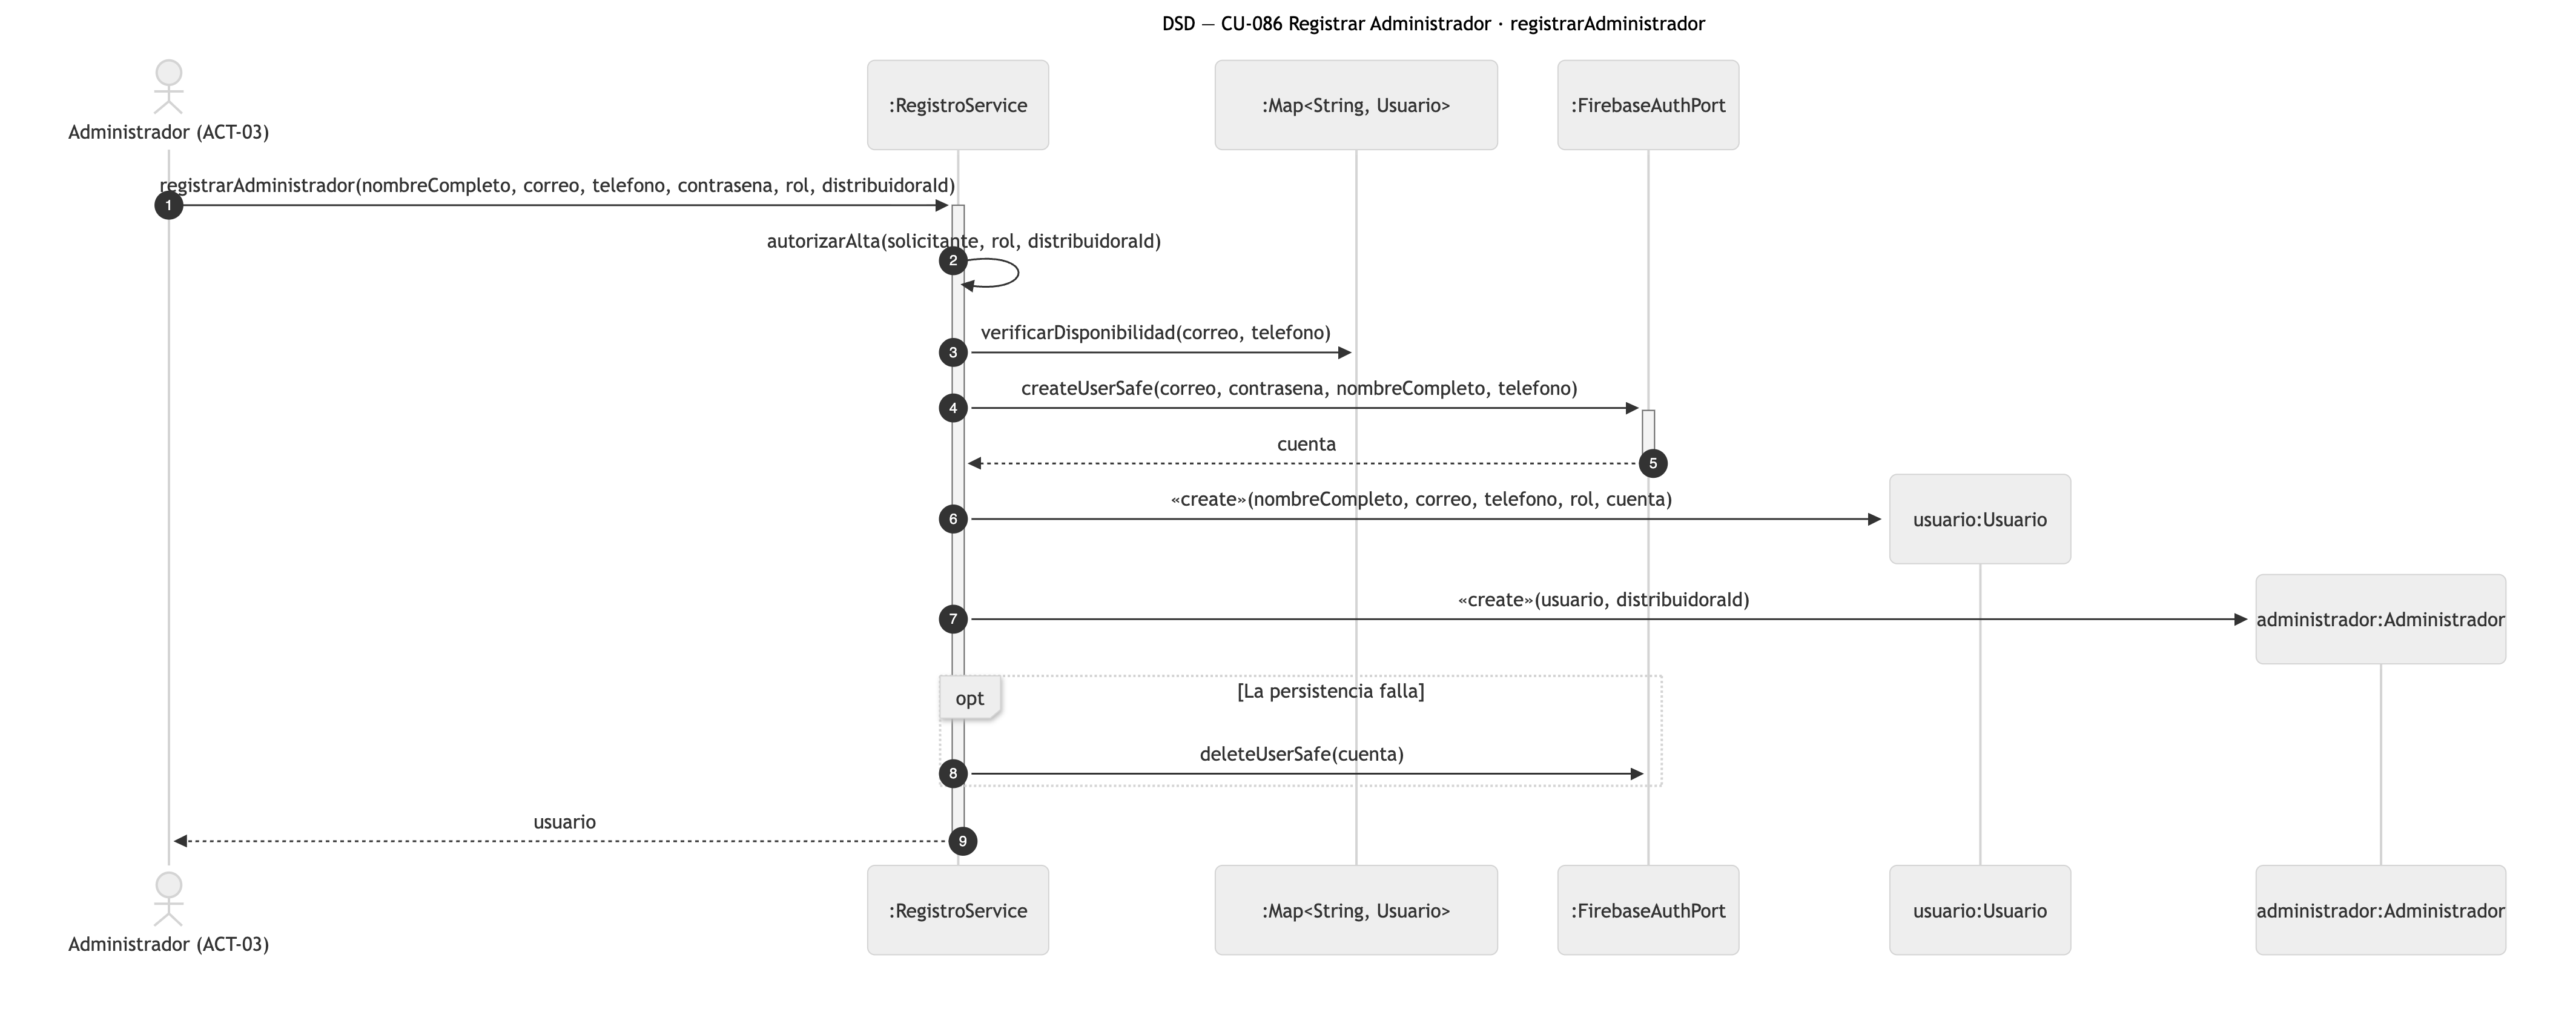 DSD — CU-086 Registrar Administrador · registrarAdministrador
Administrador (ACT-03)
:RegistroService
:Map<String, Usuario>
:FirebaseAuthPort
registrarAdministrador(nombreCompleto, correo, telefono, contrasena, rol, distribuidoraId)
1
autorizarAlta(solicitante, rol, distribuidoraId)
2
verificarDisponibilidad(correo, telefono)
3
createUserSafe(correo, contrasena, nombreCompleto, telefono)
4
cuenta
5
«create»(nombreCompleto, correo, telefono, rol, cuenta)
6
usuario:Usuario
«create»(usuario, distribuidoraId)
7
administrador:Administrador
opt
[La persistencia falla]
deleteUserSafe(cuenta)
8
usuario
9
Administrador (ACT-03)
:RegistroService
:Map<String, Usuario>
:FirebaseAuthPort
usuario:Usuario
administrador:Administrador